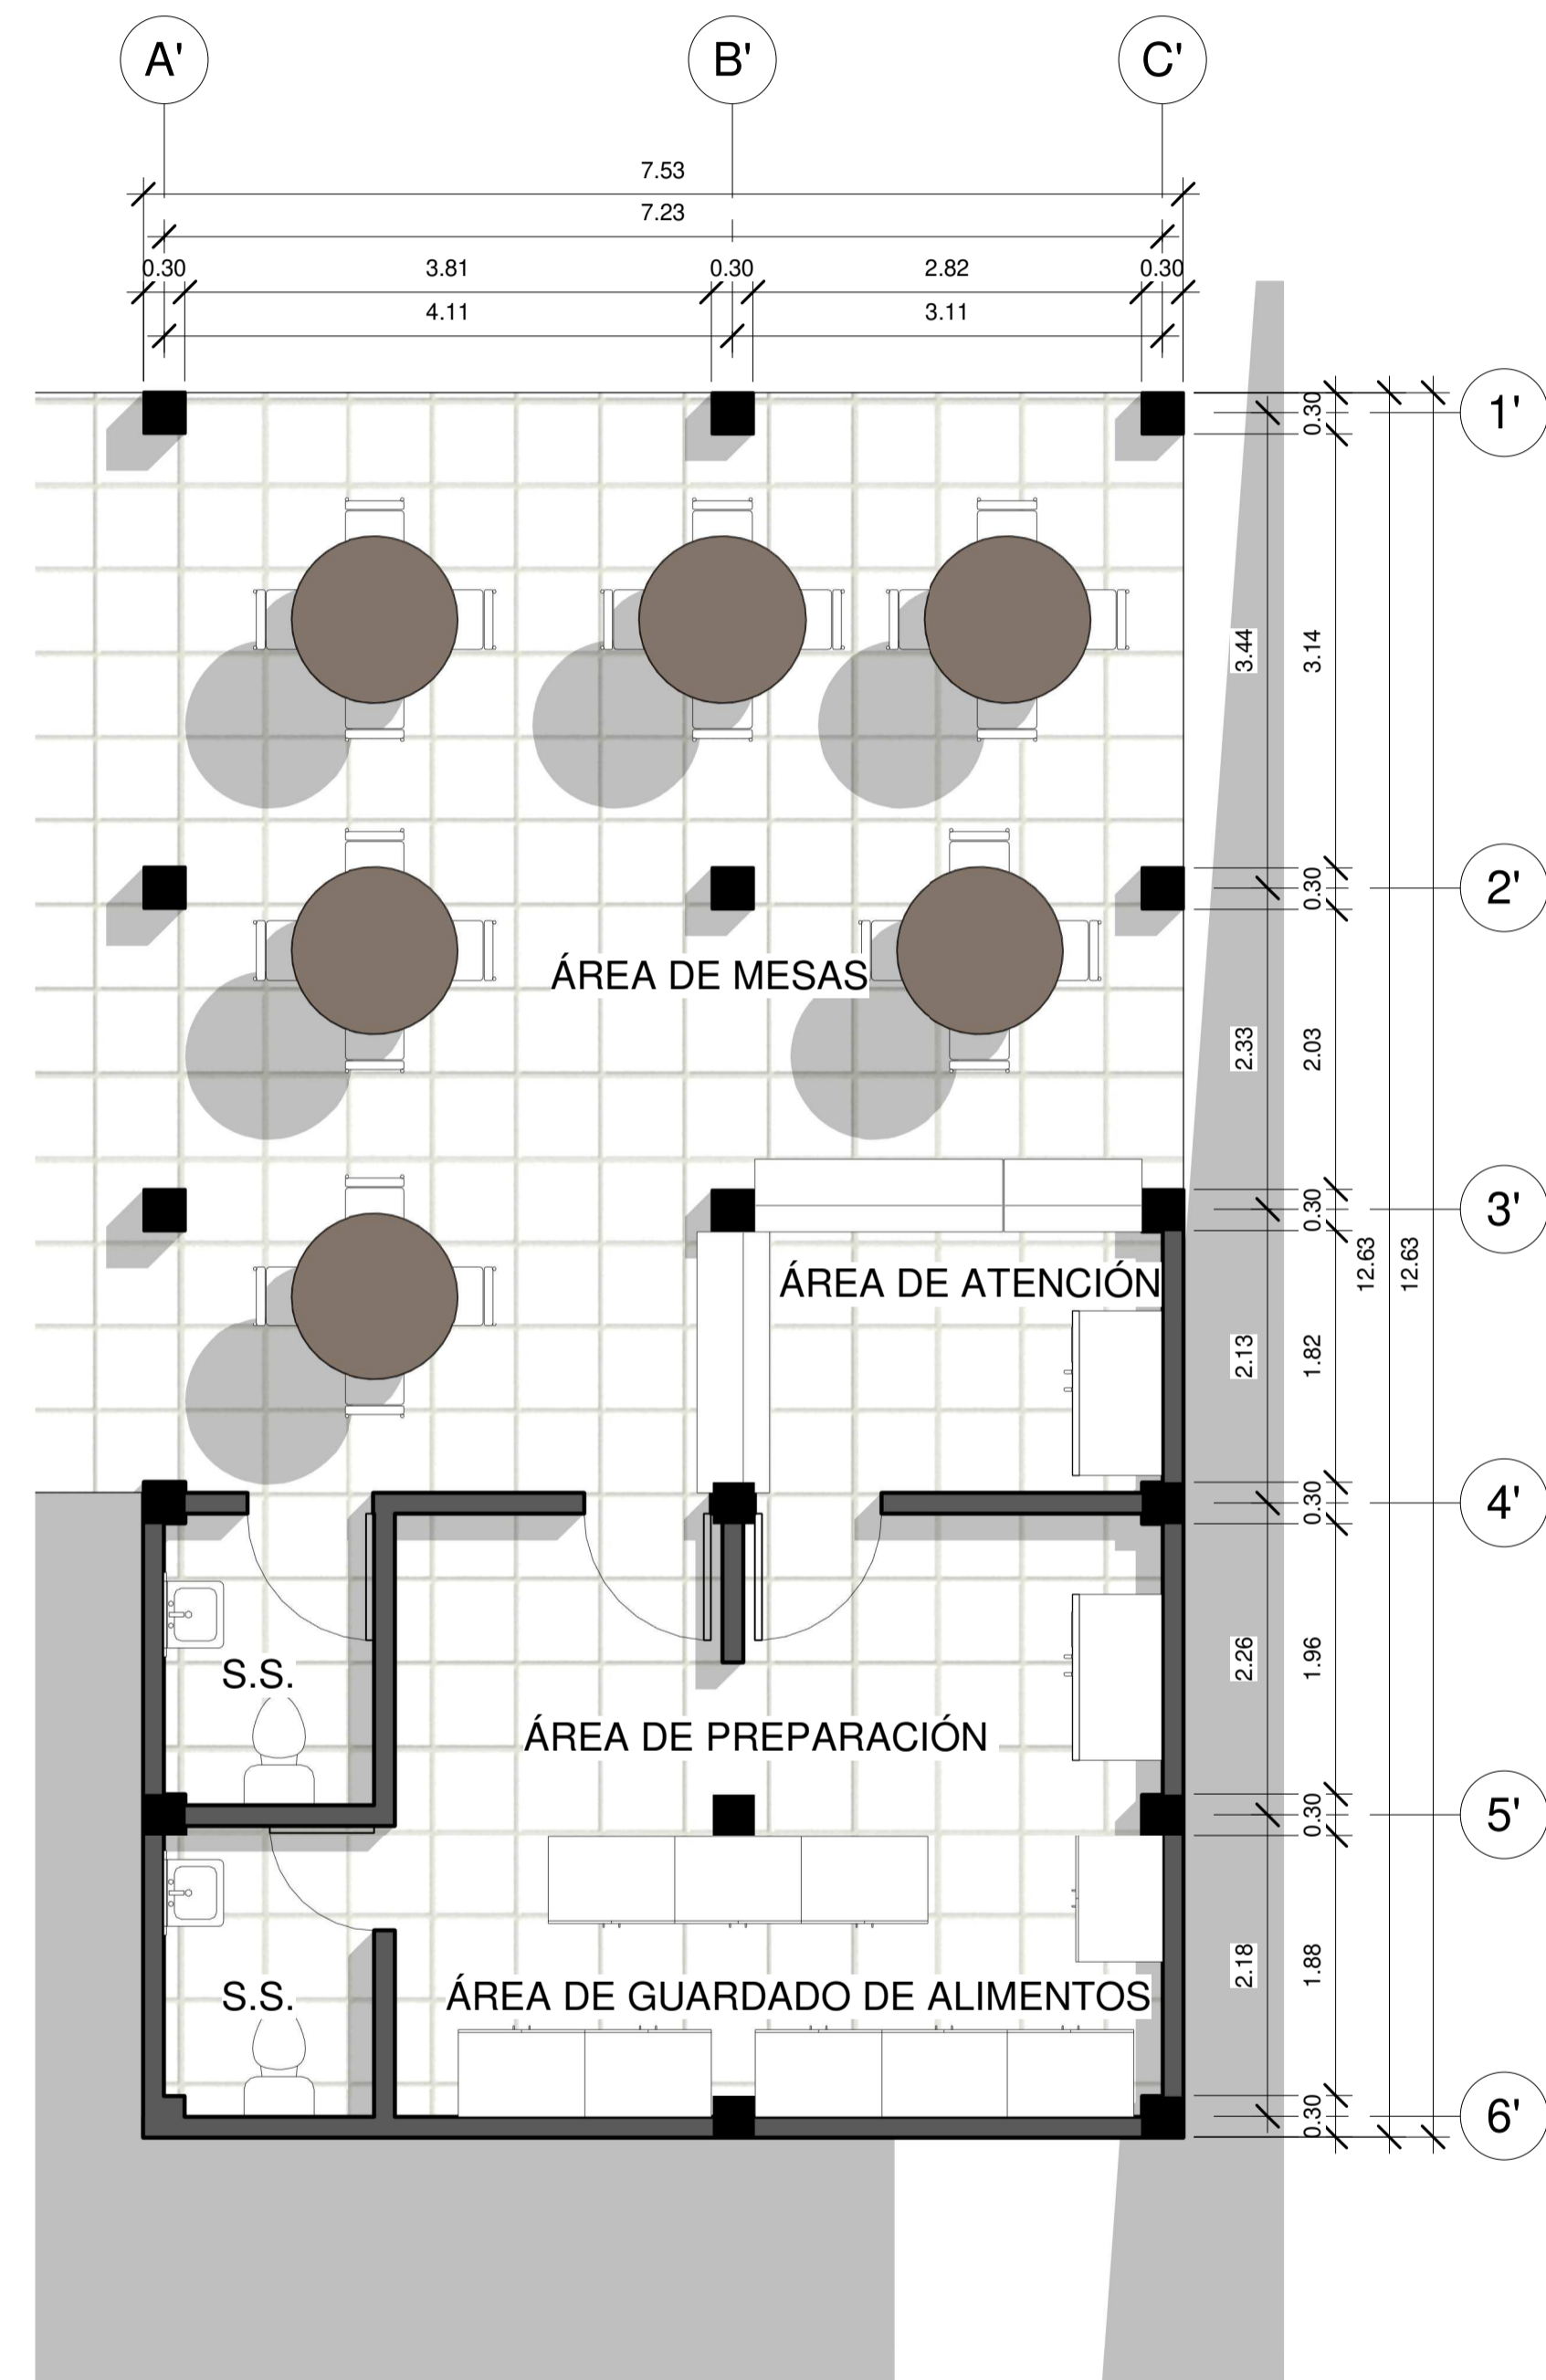 A' B' C'
7.53
7.23
0.30 3.81 0.30 2.82 0.30
4.11 3.11
0.30 1'
3.44 3.14
0.30 2'
ÁREA DE MESAS
2.33 2.03
0.30 3'
12.63 12.63
ÁREA DE ATENCIÓN
2.13 1.82
0.30 4'
S.S.
2.26 1.96
ÁREA DE PREPARACIÓN
0.30 5'
2.18 1.88
S.S.
ÁREA DE GUARDADO DE ALIMENTOS
0.30 6'